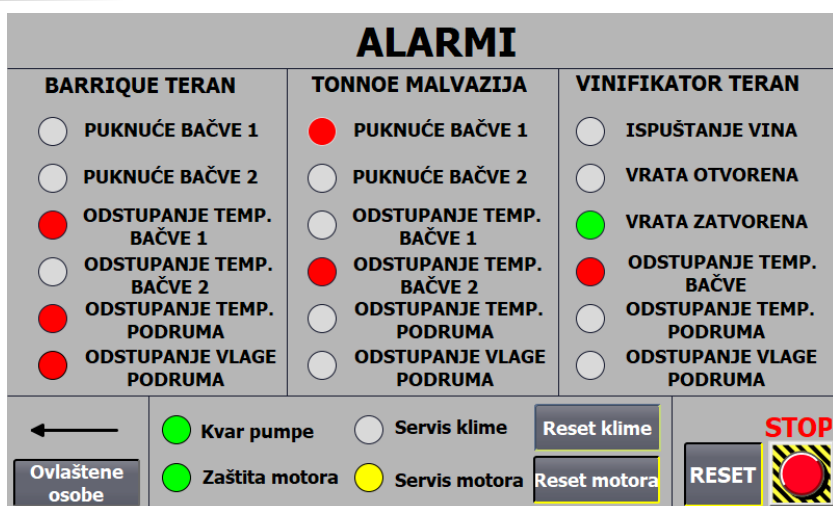 ALARMI
BARRIQUE TERAN
PUKNUĆE BAČVE 1
PUKNUĆE BAČVE 2
ODSTUPANJE TEMP.
BAČVE 1
ODSTUPANJE TEMP.
BAČVE 2
ODSTUPANJE TEMP.
PODRUMA
ODSTUPANJE VLAGE
PODRUMA
TONNOE MALVAZIJA
PUKNUĆE BAČVE 1
PUKNUĆE BAČVE 2
ODSTUPANJE TEMP.
BAČVE 1
ODSTUPANJE TEMP.
BAČVE 2
ODSTUPANJE TEMP.
PODRUMA
ODSTUPANJE VLAGE
PODRUMA
VINIFIKATOR TERAN
ISPUŠTANJE VINA
VRATA OTVORENA
VRATA ZATVORENA
ODSTUPANJE TEMP.
BAČVE
ODSTUPANJE TEMP.
PODRUMA
ODSTUPANJE VLAGE
PODRUMA
Ovlaštene
osobe
Kvar pumpe
Zaštita motora
Servis klime
Servis motora
Reset klime
Reset motora
RESET
STOP